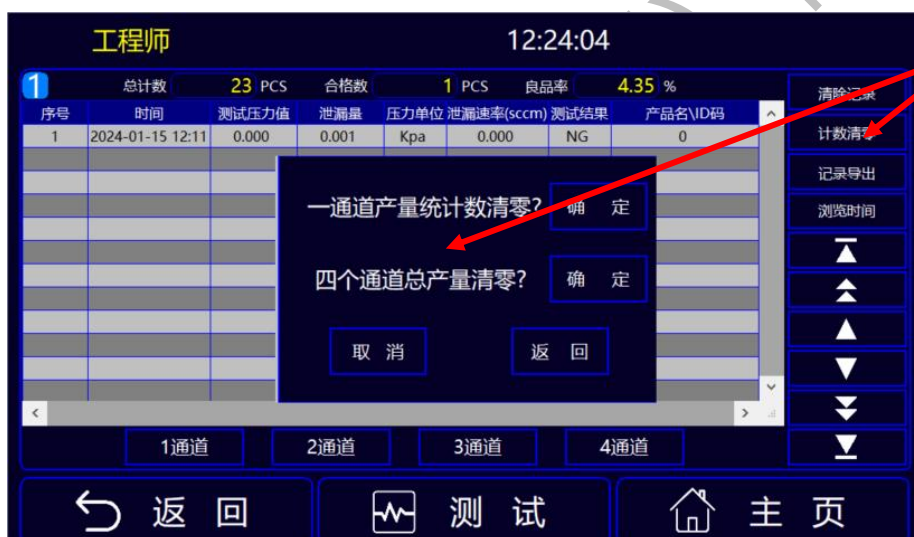 工程师 12:24:04
1 总计数 23 PCS 合格数 1 PCS 良品率 4.35 %
序号 时间 测试压力值 泄漏量 压力单位 泄漏速率(sccm) 测试结果 产品名\ID码
1 2024-01-15 12:11 0.000 0.001 Kpa 0.000 NG 0
清除记录
计数清零
记录导出
浏览时间
一通道产量统计数清零? 确 定
四个通道总产量清零? 确 定
取 消 返 回
1通道 2通道 3通道 4通道
返 回 测 试 主 页